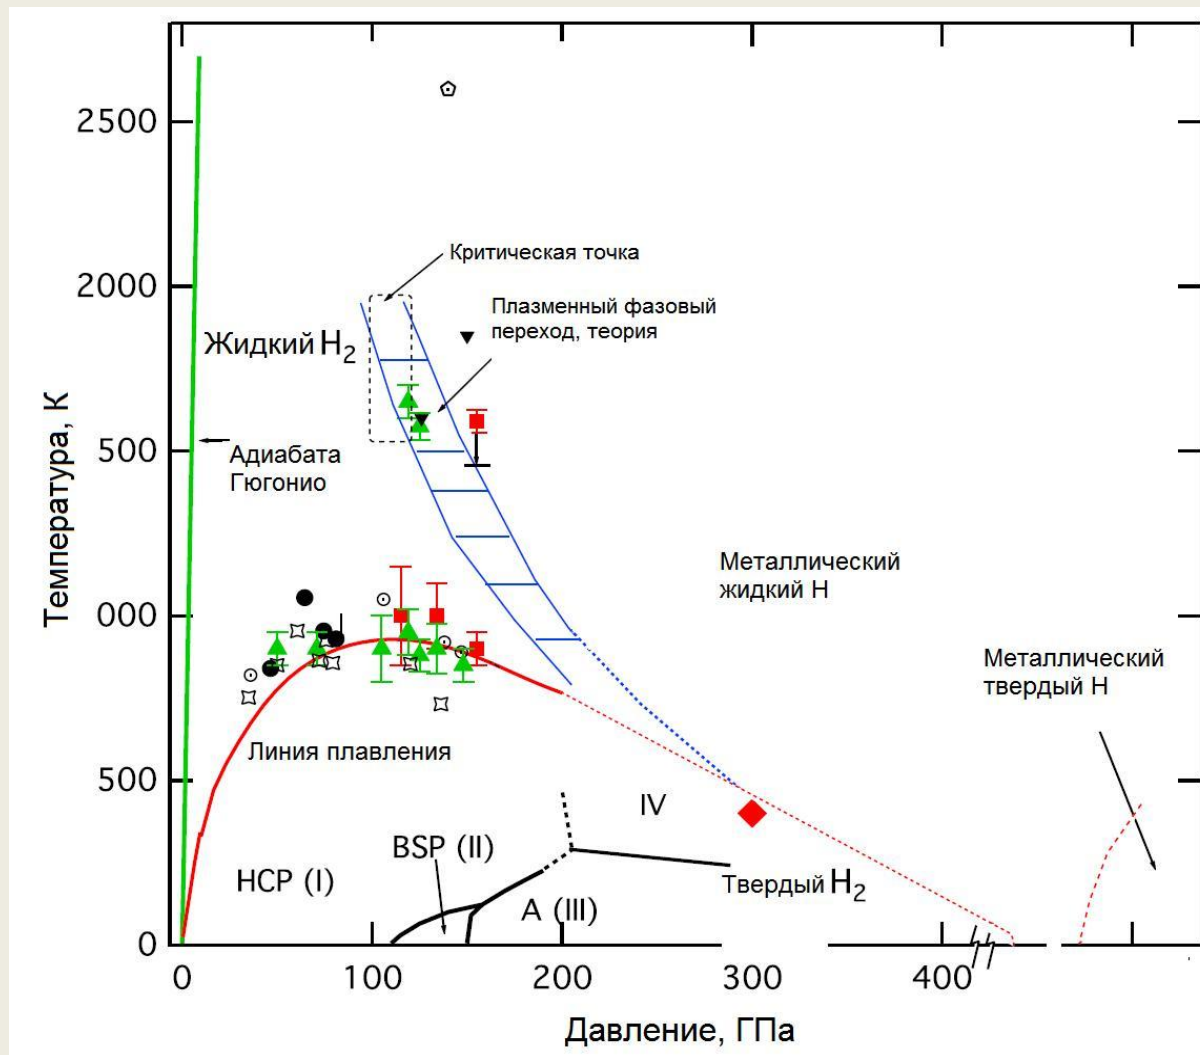 2500
Критическая точка
2000
Плазменный фазовый
переход, теория
Жидкий H2
500
Адиабата
Гюгонио
Температура, К
Металлический
жидкий Н
000
Металлический
твердый Н
Линия плавления
500
IV
BSP (II)
HCP (I)
A (III)
Твердый H2
0
0
100
200
300
400
Давление, ГПа